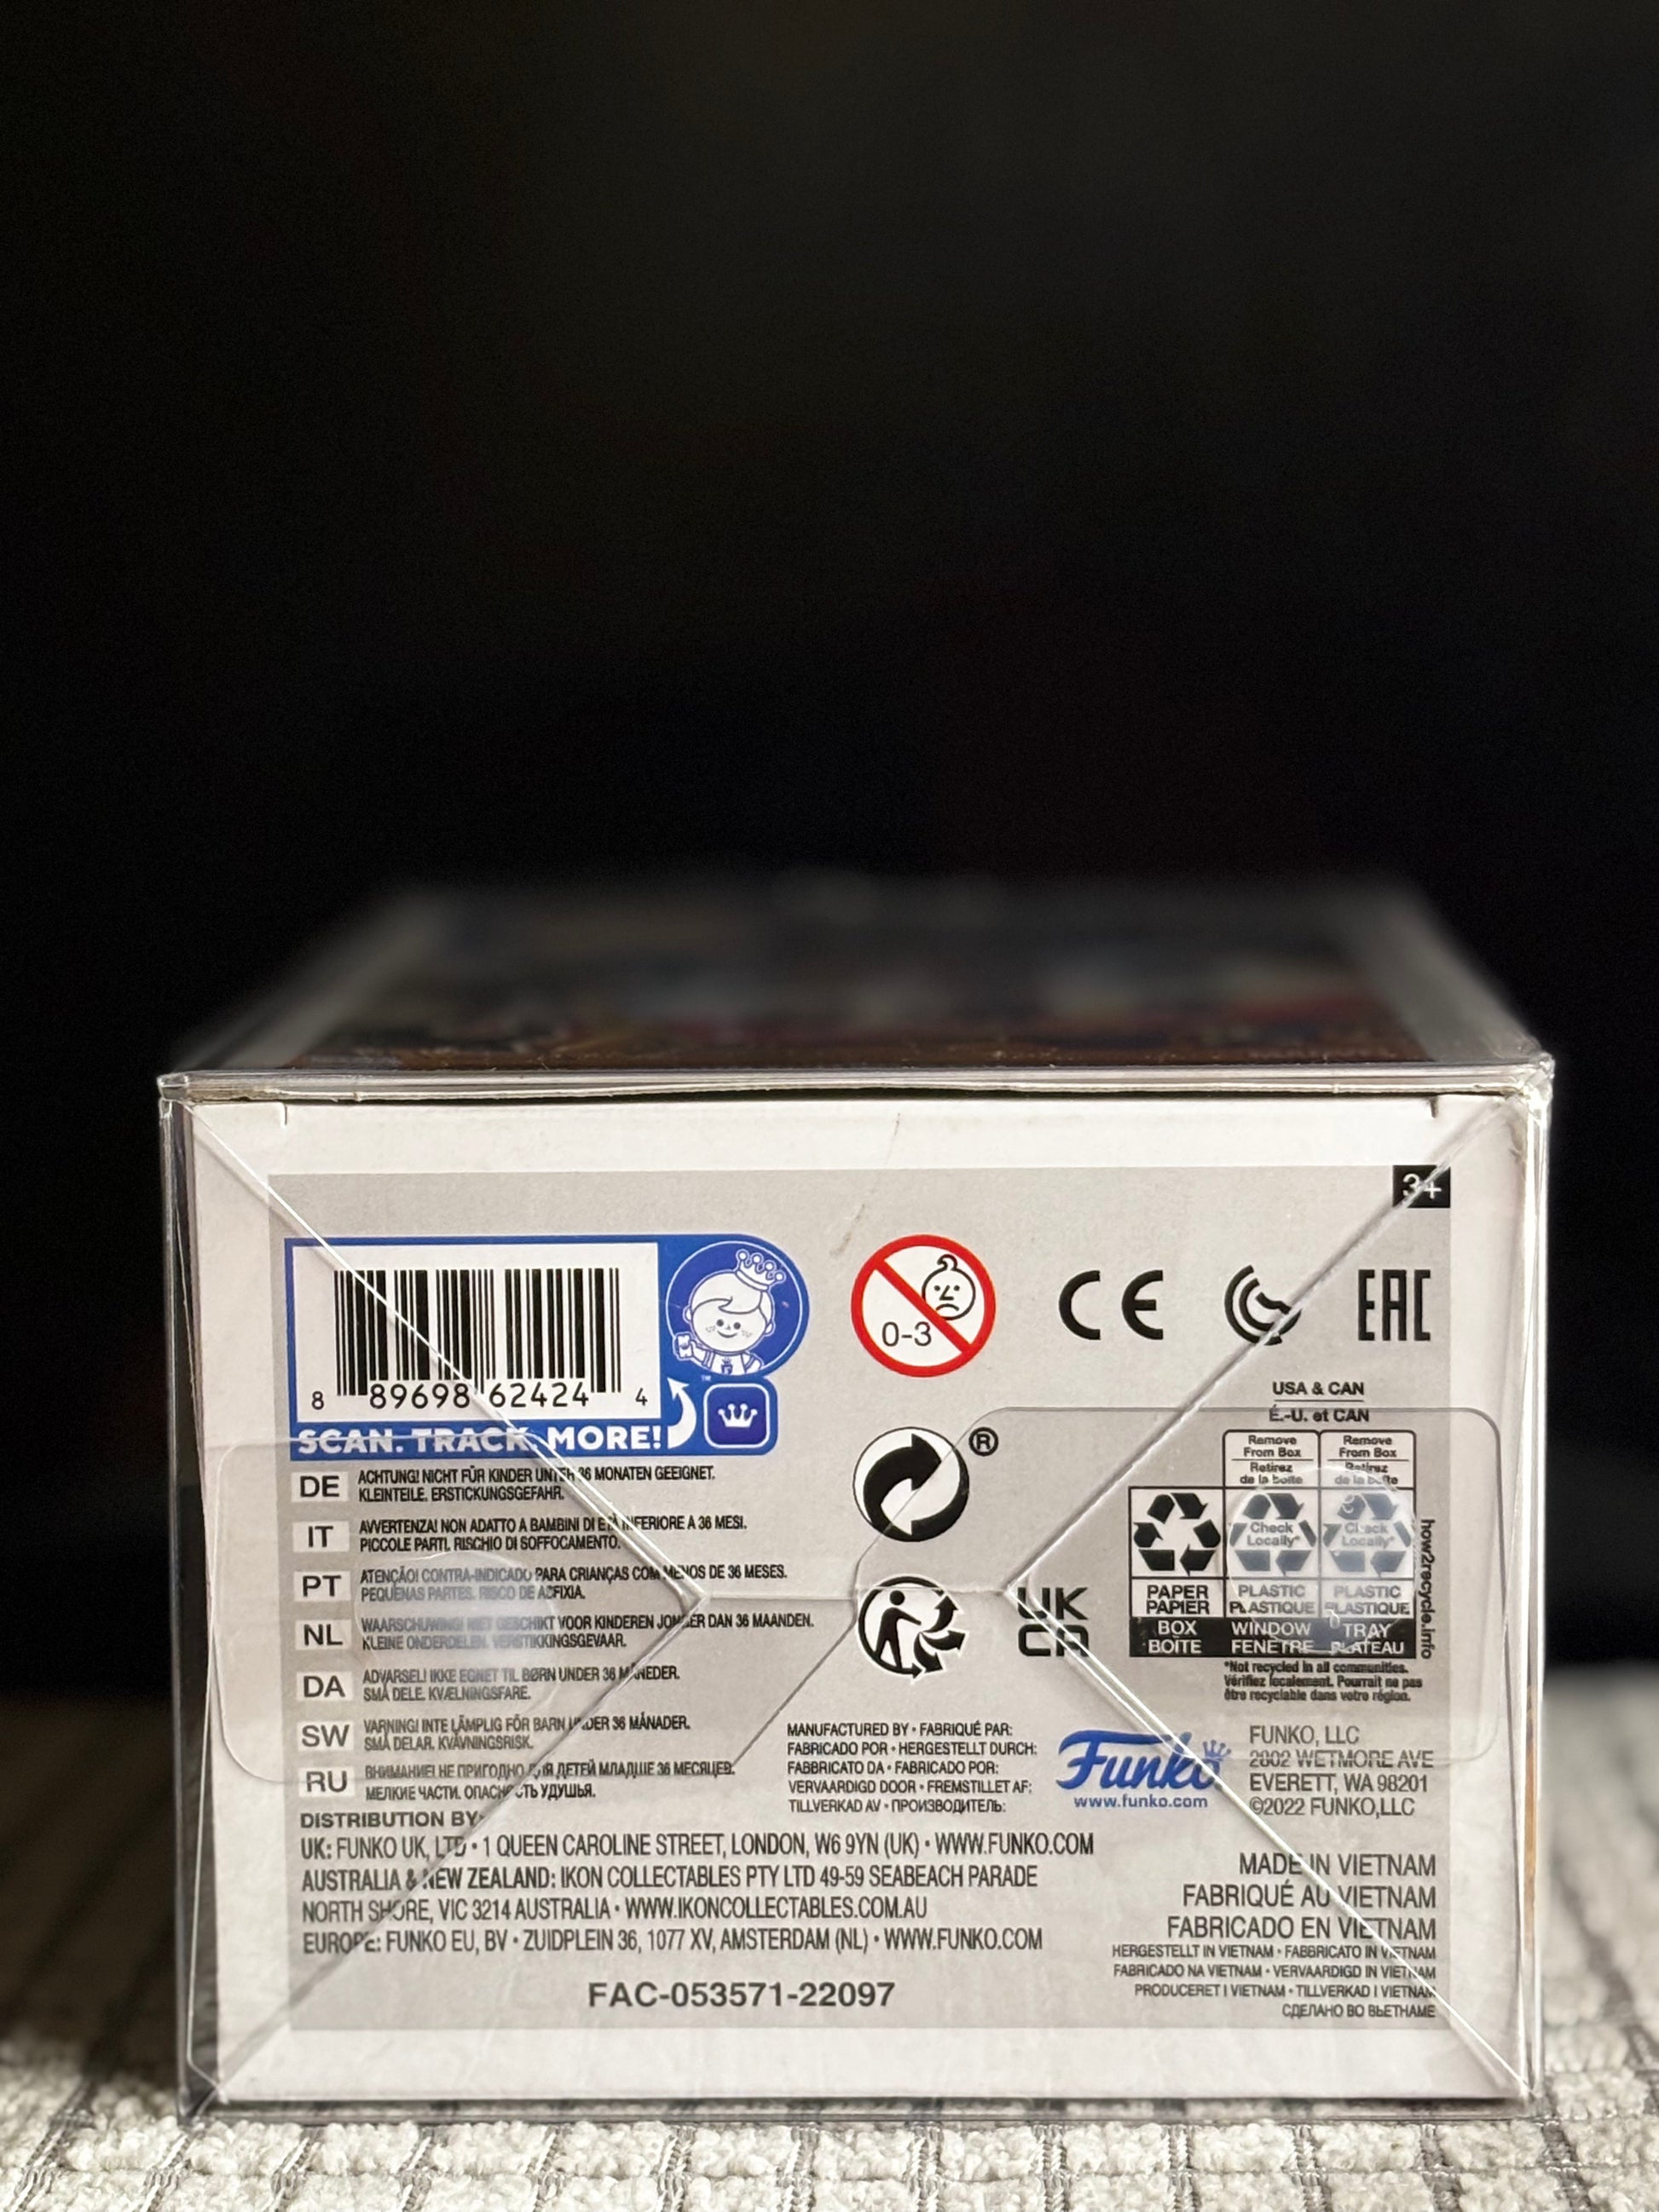 3+
8 89698 62424 4
SCAN. TRACK. MORE! ™
0-3
CE
EAC
USA & CAN
É.-U. et CAN
Remove From Box
Retirez de la boîte
Remove From Box
Retirez de la boîte
Check Locally*
Check Locally*
PAPER
PAPIER
PLASTIC
PLASTIQUE
PLASTIC
PLASTIQUE
BOX
BOÎTE
WINDOW
FENÊTRE
TRAY
PLATEAU
how2recycle.info
*Not recycled in all communities.
Vérifiez localement. Pourrait ne pas
être recyclable dans votre région.
®
UK
CA
DE ACHTUNG! NICHT FÜR KINDER UNTER 36 MONATEN GEEIGNET.
KLEINTEILE. ERSTICKUNGSGEFAHR.
IT AVVERTENZA! NON ADATTO A BAMBINI DI ETÀ INFERIORE A 36 MESI.
PICCOLE PARTI. RISCHIO DI SOFFOCAMENTO.
PT ATENÇÃO! CONTRA-INDICADO PARA CRIANÇAS COM MENOS DE 36 MESES.
PEQUENAS PARTES. RISCO DE ASFIXIA.
NL WAARSCHUWING! NIET GESCHIKT VOOR KINDEREN JONGER DAN 36 MAANDEN.
KLEINE ONDERDELEN. VERSTIKKINGSGEVAAR.
DA ADVARSEL! IKKE EGNET TIL BØRN UNDER 36 MÅNEDER.
SMÅ DELE. KVÆLNINGSFARE.
SW VARNING! INTE LÄMPLIG FÖR BARN UNDER 36 MÅNADER.
SMÅ DELAR. KVÄVNINGSRISK.
RU ВНИМАНИЕ! НЕ ПРИГОДНО ДЛЯ ДЕТЕЙ МЛАДШЕ 36 МЕСЯЦЕВ.
МЕЛКИЕ ЧАСТИ. ОПАСНОСТЬ УДУШЬЯ.
MANUFACTURED BY • FABRIQUÉ PAR:
FABRICADO POR • HERGESTELLT DURCH:
FABBRICATO DA • FABRICADO POR:
VERVAARDIGD DOOR • FREMSTILLET AF:
TILLVERKAD AV • ПРОИЗВОДИТЕЛЬ:
Funko
www.funko.com
FUNKO, LLC
2802 WETMORE AVE
EVERETT, WA 98201
©2022 FUNKO,LLC
DISTRIBUTION BY:
UK: FUNKO UK, LTD • 1 QUEEN CAROLINE STREET, LONDON, W6 9YN (UK) • WWW.FUNKO.COM
AUSTRALIA & NEW ZEALAND: IKON COLLECTABLES PTY LTD 49-59 SEABEACH PARADE
NORTH SHORE, VIC 3214 AUSTRALIA • WWW.IKONCOLLECTABLES.COM.AU
EUROPE: FUNKO EU, BV • ZUIDPLEIN 36, 1077 XV, AMSTERDAM (NL) • WWW.FUNKO.COM
MADE IN VIETNAM
FABRIQUÉ AU VIETNAM
FABRICADO EN VIETNAM
HERGESTELLT IN VIETNAM • FABBRICATO IN VIETNAM
FABRICADO NA VIETNAM • VERVAARDIGD IN VIETNAM
PRODUCERET I VIETNAM • TILLVERKAD I VIETNAM
СДЕЛАНО ВО ВЬЕТНАМЕ
FAC-053571-22097